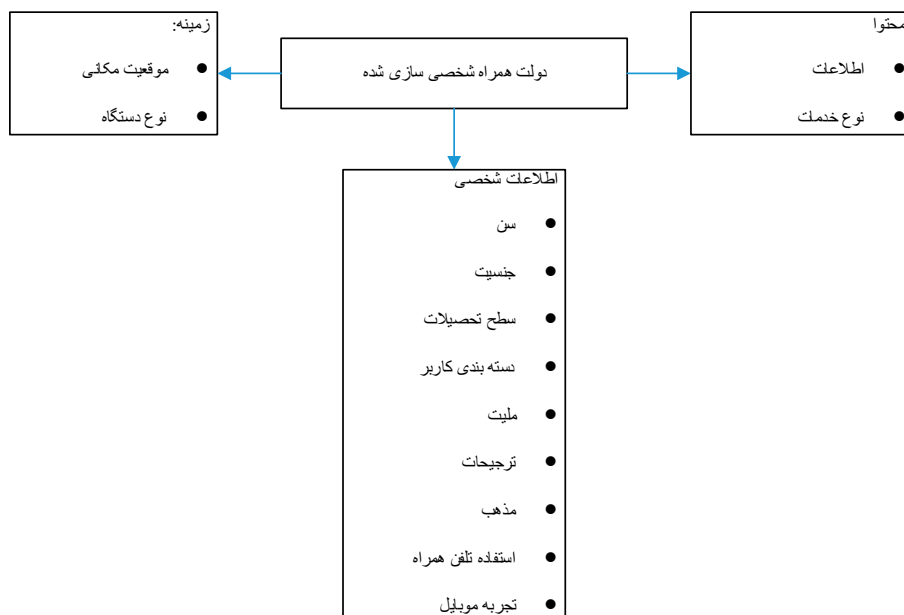 محتوا
● اطلاعات
● نوع خدمات
دولت همراه شخصی سازی شده
زمینه:
● موقعیت مکانی
● نوع دستگاه
اطلاعات شخصی
● سن
● جنسیت
● سطح تحصیلات
● دسته بندی کاربر
● ملیت
● ترجیحات
● مذهب
● استفاده تلفن همراه
● تجربه موبایل